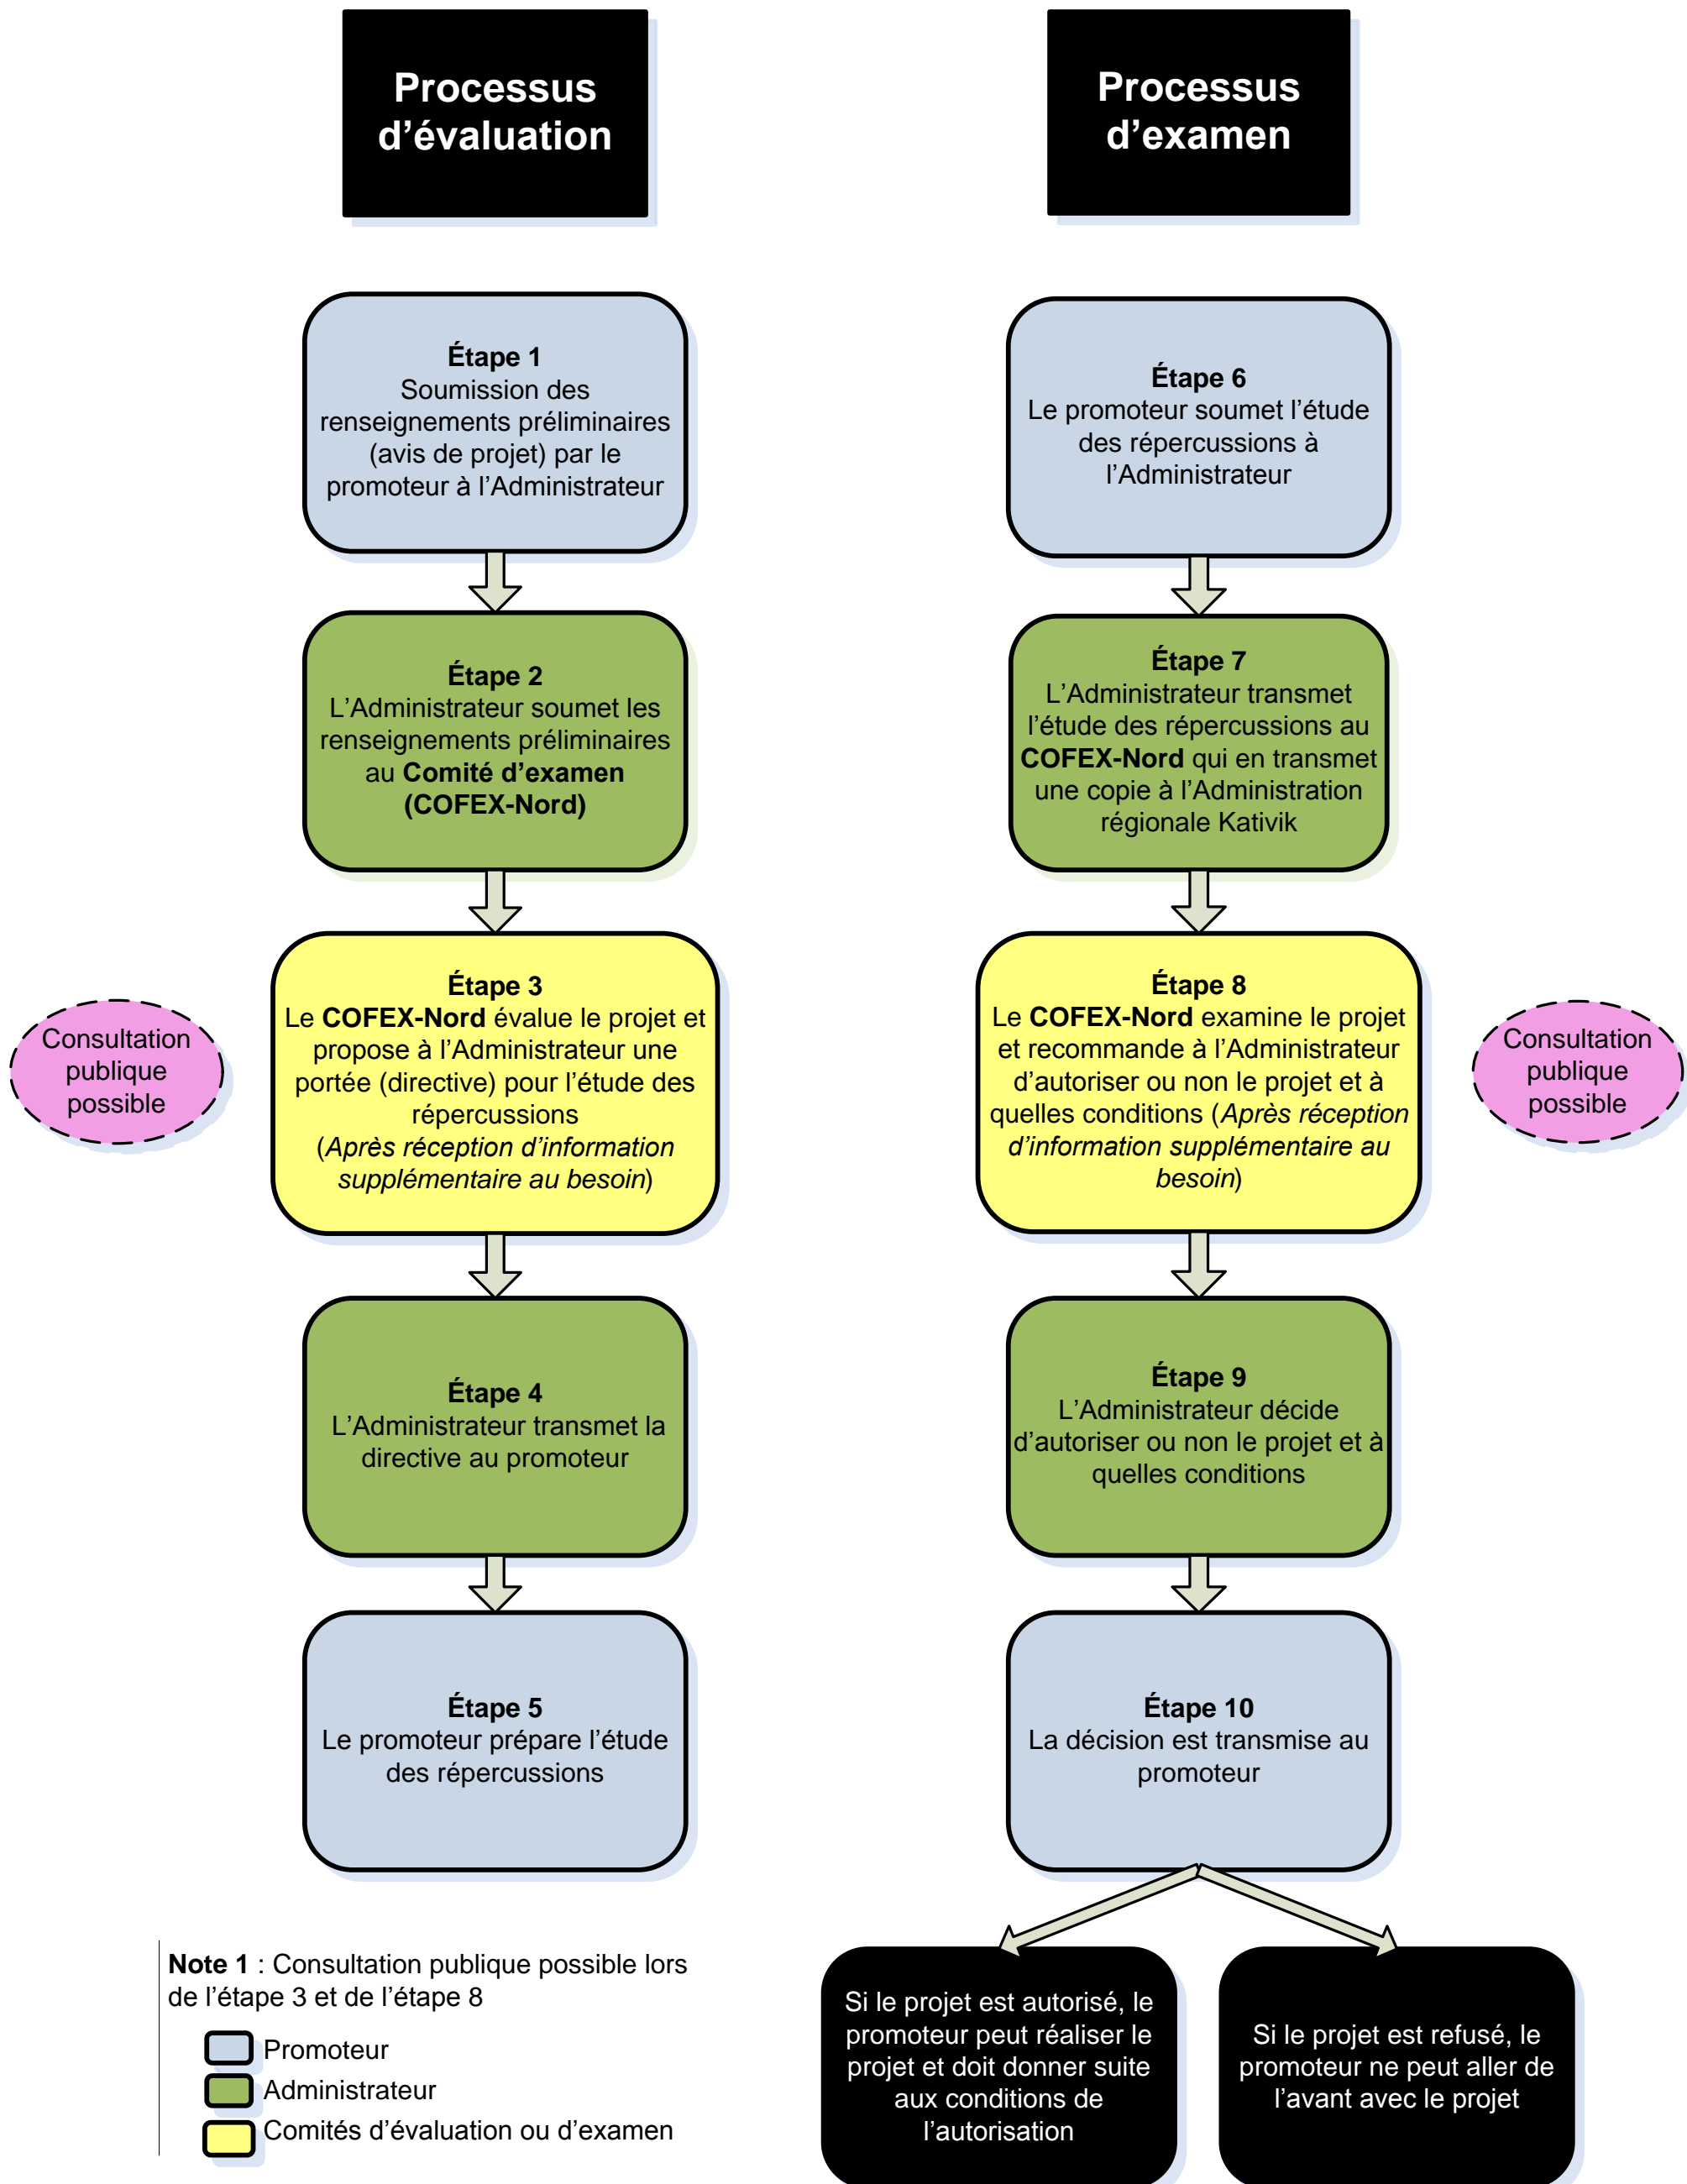 Processus
d’évaluation
Étape 1
Soumission des
renseignements préliminaires
(avis de projet) par le
promoteur à l’Administrateur
Étape 2
L’Administrateur soumet les
renseignements préliminaires
au Comité d’examen
(COFEX-Nord)
Consultation
publique
possible
Étape 3
Le COFEX-Nord évalue le projet et
propose à l’Administrateur une
portée (directive) pour l’étude des
répercussions
(Après réception d’information
supplémentaire au besoin)
Étape 4
L’Administrateur transmet la
directive au promoteur
Étape 5
Le promoteur prépare l’étude
des répercussions
Processus
d’examen
Étape 6
Le promoteur soumet l’étude
des répercussions à
l’Administrateur
Étape 7
L’Administrateur transmet
l’étude des répercussions au
COFEX-Nord qui en transmet
une copie à l’Administration
régionale Kativik
Étape 8
Le COFEX-Nord examine le projet
et recommande à l’Administrateur
d’autoriser ou non le projet et à
quelles conditions (Après réception
d’information supplémentaire au
besoin)
Consultation
publique
possible
Étape 9
L’Administrateur décide
d’autoriser ou non le projet et à
quelles conditions
Étape 10
La décision est transmise au
promoteur
Si le projet est autorisé, le
promoteur peut réaliser le
projet et doit donner suite
aux conditions de
l’autorisation
Si le projet est refusé, le
promoteur ne peut aller de
l’avant avec le projet
Note 1 : Consultation publique possible lors
de l’étape 3 et de l’étape 8
Promoteur
Administrateur
Comités d’évaluation ou d’examen